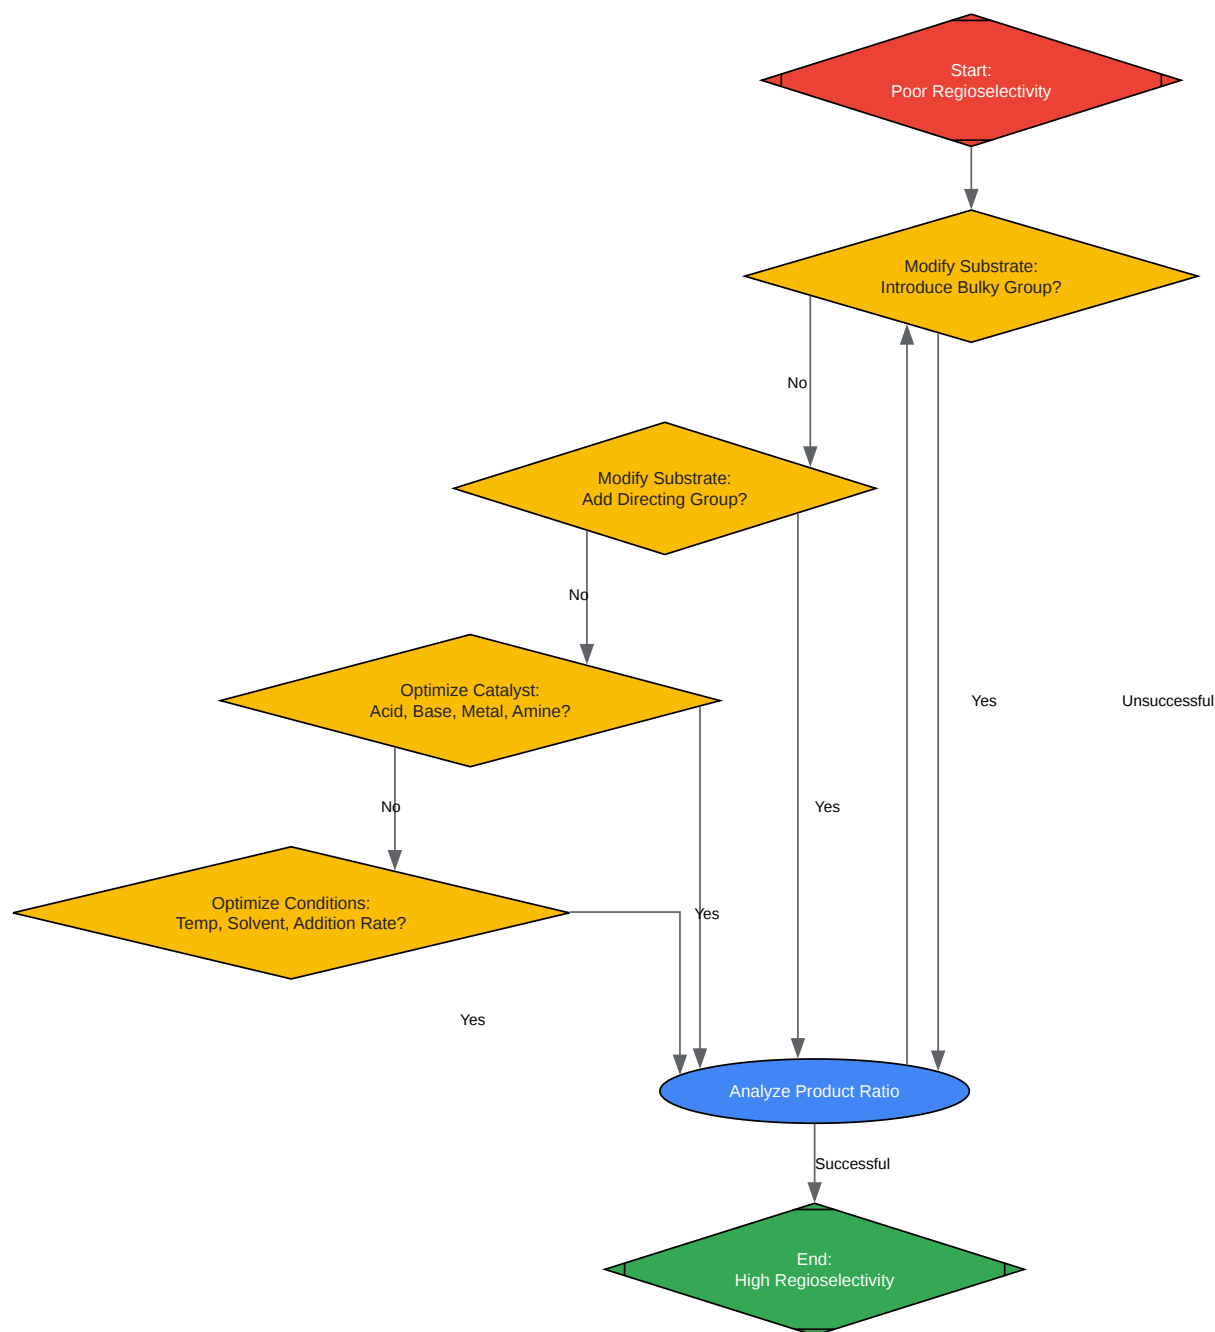 Start:
Poor Regioselectivity
Modify Substrate:
Introduce Bulky Group?
No
Modify Substrate:
Add Directing Group?
No
Optimize Catalyst:
Acid, Base, Metal, Amine?
Yes
Unsuccessful
No
Yes
Optimize Conditions:
Temp, Solvent, Addition Rate?
Yes
Yes
Analyze Product Ratio
Successful
End:
High Regioselectivity